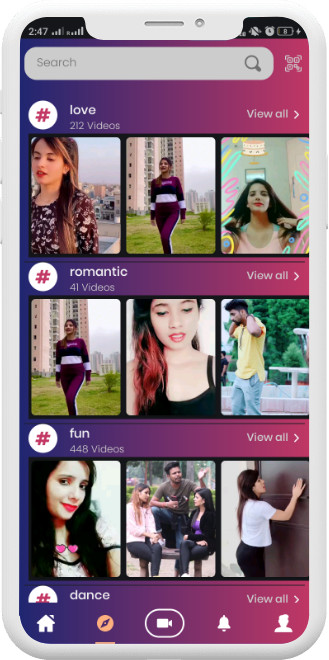 2:47
Search
# love
View all >
212 Videos
# romantic
View all >
41 Videos
# fun
View all >
448 Videos
# dance
View all >